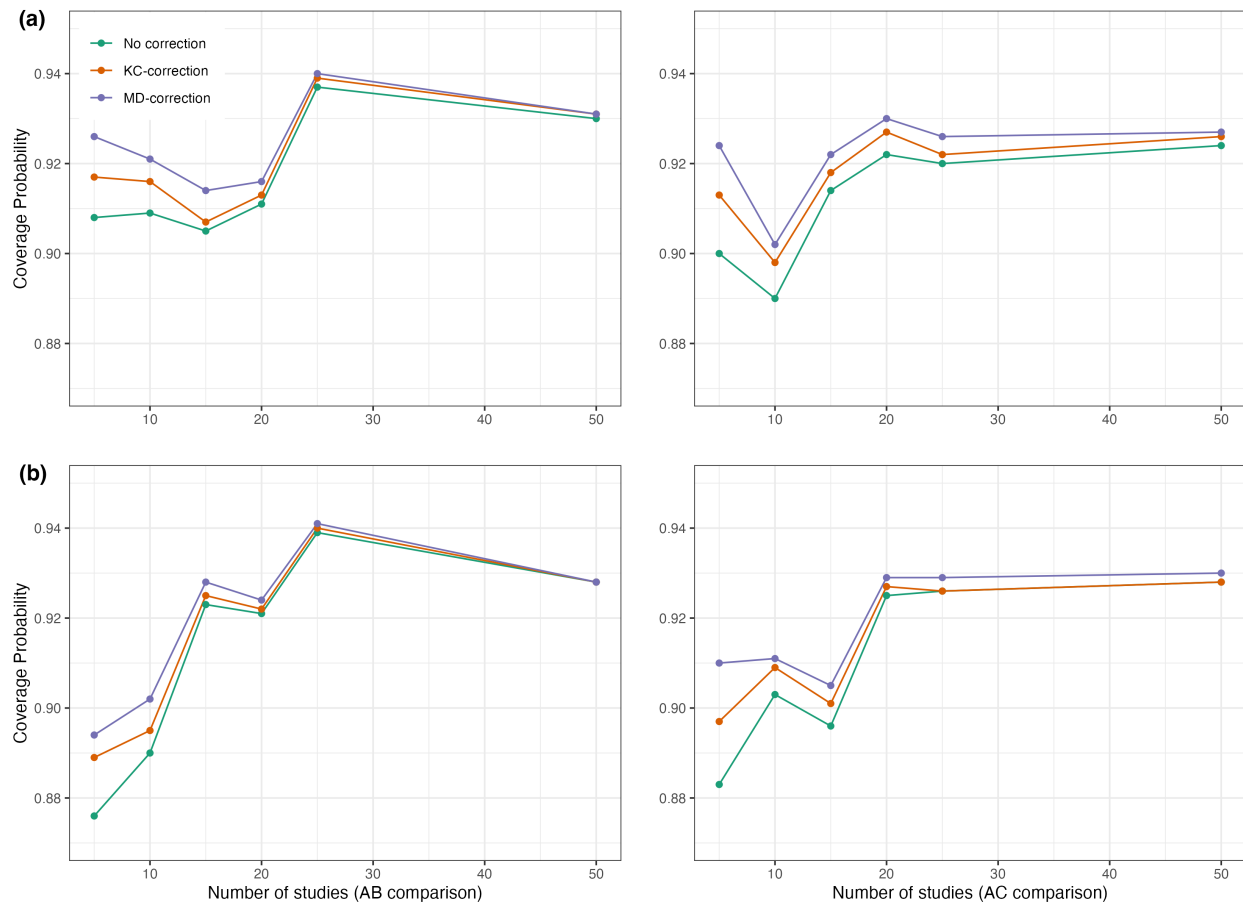 (a)
No correction
KC-correction
MD-correction
Coverage Probability
0.94
0.92
0.90
0.88
10 20 30 40 50
0.94
0.92
0.90
0.88
10 20 30 40 50
(b)
Coverage Probability
0.94
0.92
0.90
0.88
10 20 30 40 50
Number of studies (AB comparison)
0.94
0.92
0.90
0.88
10 20 30 40 50
Number of studies (AC comparison)